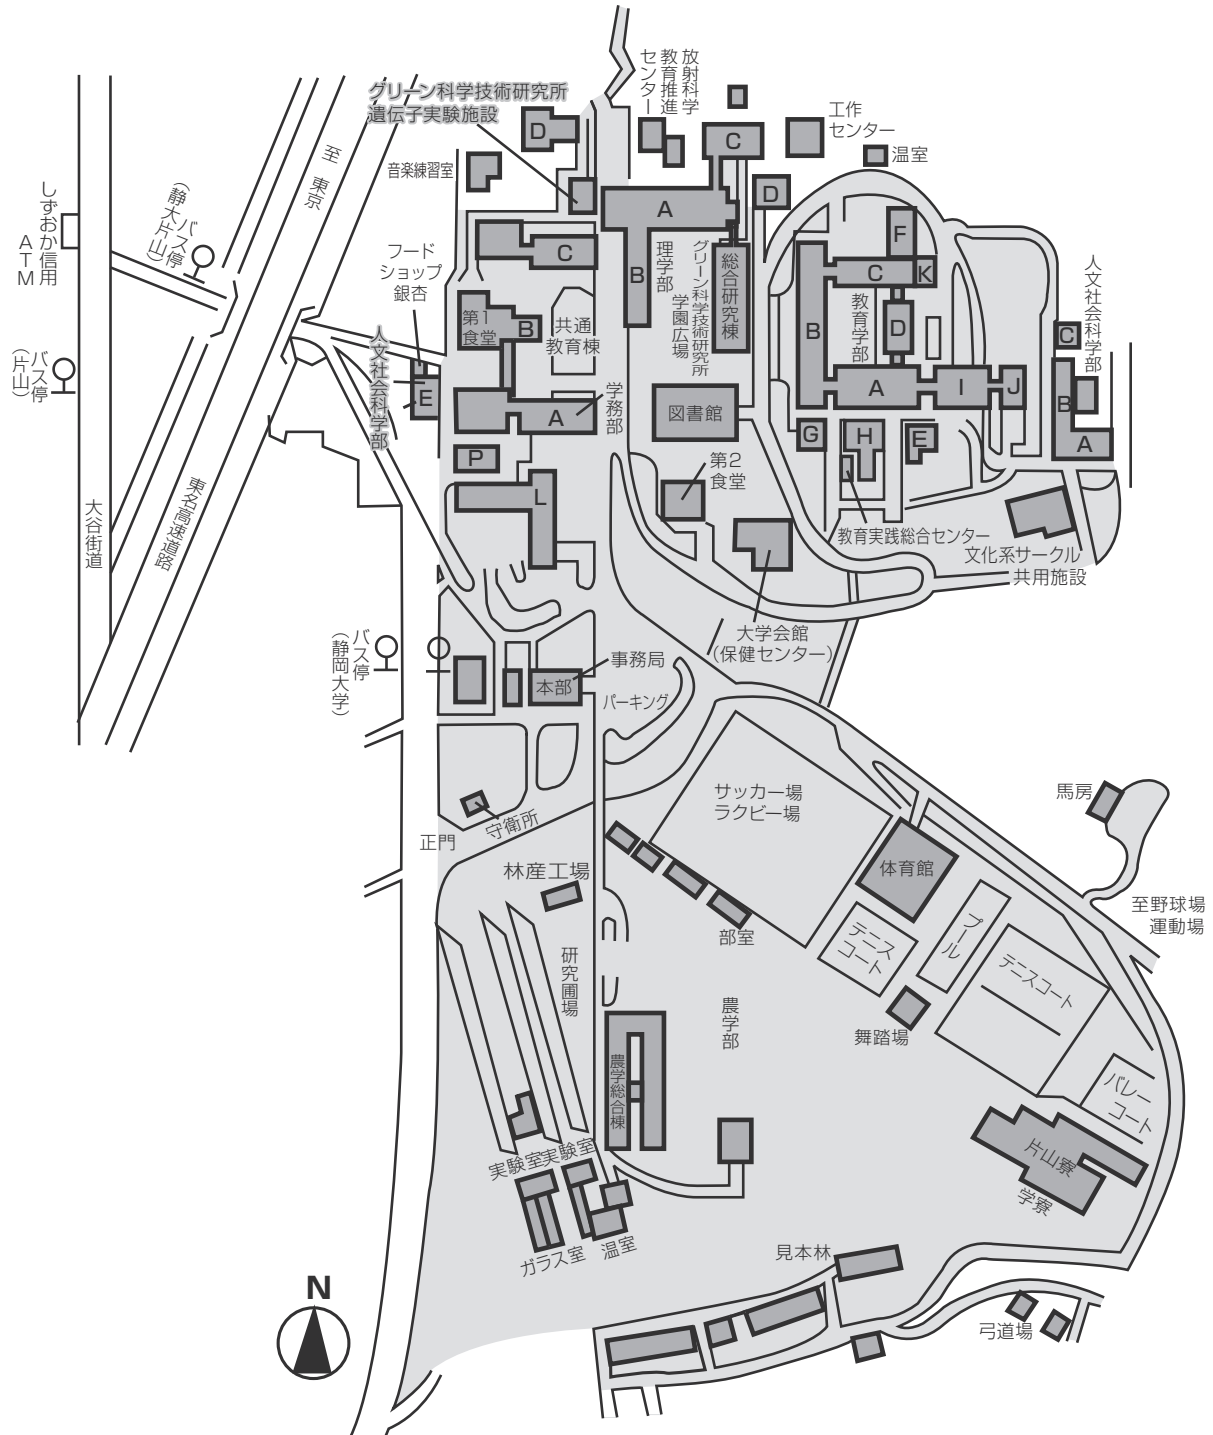 放射科学
教育推進
センター
グリーン科学技術研究所
遺伝子実験施設
D
C
工作
センター
温室
至 東京
音楽練習室
しずおか信用
ATM
バス停
(静大片山)
A
D
フード
ショップ
銀杏
C
B
理学部
グリーン科学技術研究所
学園広場
総合研究棟
F
C
K
B
教育学部
D
人文社会科学部
C
第1
食堂
B
共通
教育棟
バス停
(片山)
人文社会科学部
E
A
学務部
図書館
A
I
J
B
A
G
H
E
P
L
第2
食堂
教育実践総合センター
文化系サークル
共用施設
大谷街道
東名高速道路
大学会館
(保健センター)
バス停
(静岡大学)
事務局
本部
パーキング
サッカー場
ラクビー場
馬房
正門
守衛所
体育館
林産工場
至野球場
運動場
部室
テニス
コート
プール
テニスコート
研究圃場
農学部
舞踏場
農学総合棟
バレー
コート
片山寮
学寮
実験室
実験室
ガラス室
温室
見本林
弓道場
N